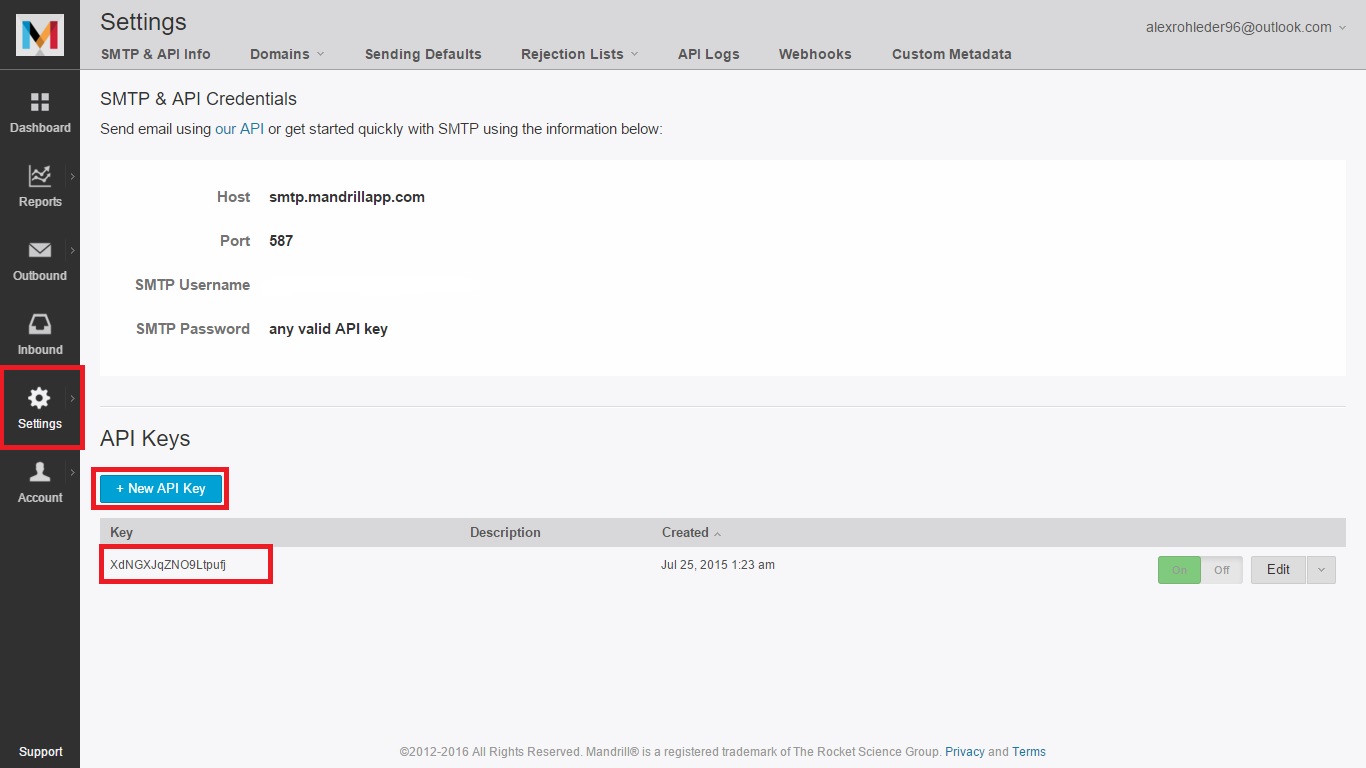 Settings
alexrohleder96@outlook.com
SMTP & API Info Domains Sending Defaults Rejection Lists API Logs Webhooks Custom Metadata
Dashboard
Reports
Outbound
Inbound
Settings
Account
Support
SMTP & API Credentials
Send email using our API or get started quickly with SMTP using the information below:
Host smtp.mandrillapp.com
Port 587
SMTP Username
SMTP Password any valid API key
API Keys
+ New API Key
Key Description Created
XdNGXJqZNO9Ltpufj Jul 25, 2015 1:23 am On Off Edit
©2012-2016 All Rights Reserved. Mandrill® is a registered trademark of The Rocket Science Group. Privacy and Terms